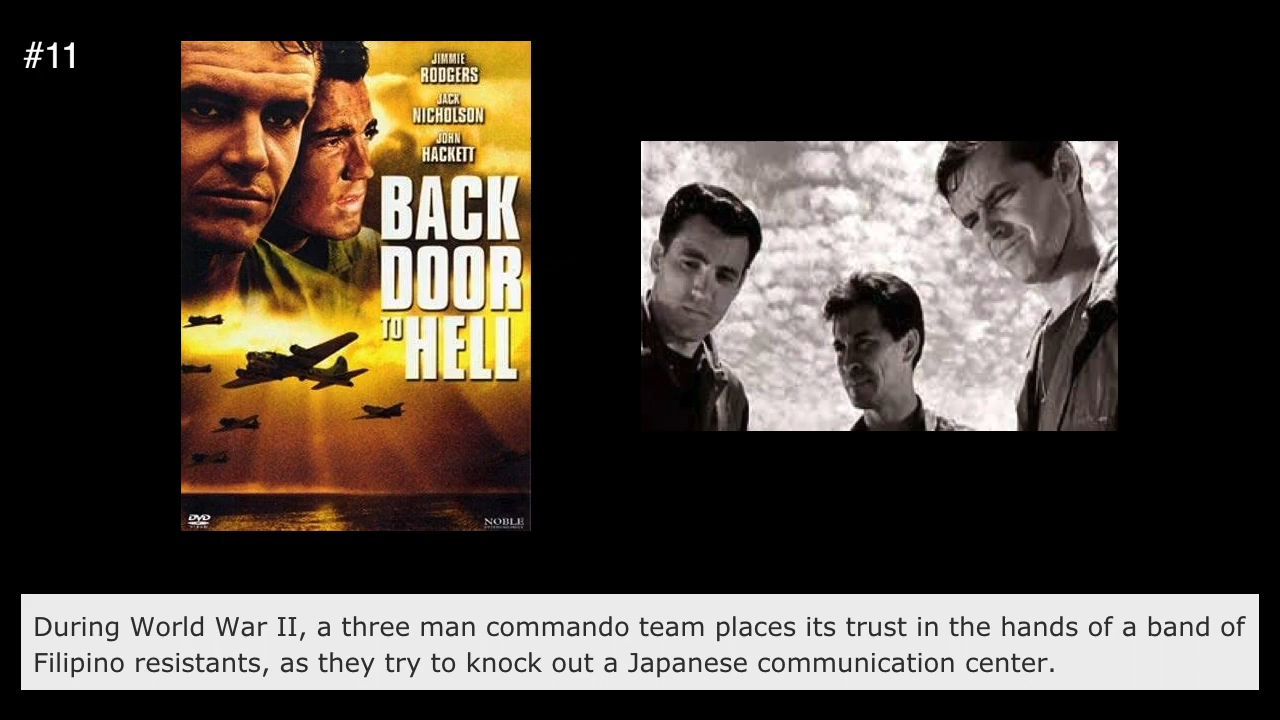 #11
JIMMIE
RODGERS
JACK
NICHOLSON
JOHN
HACKETT
BACK
DOOR
TO HELL
DVD
VIDEO
NOBLE
During World War II, a three man commando team places its trust in the hands of a band of
Filipino resistants, as they try to knock out a Japanese communication center.